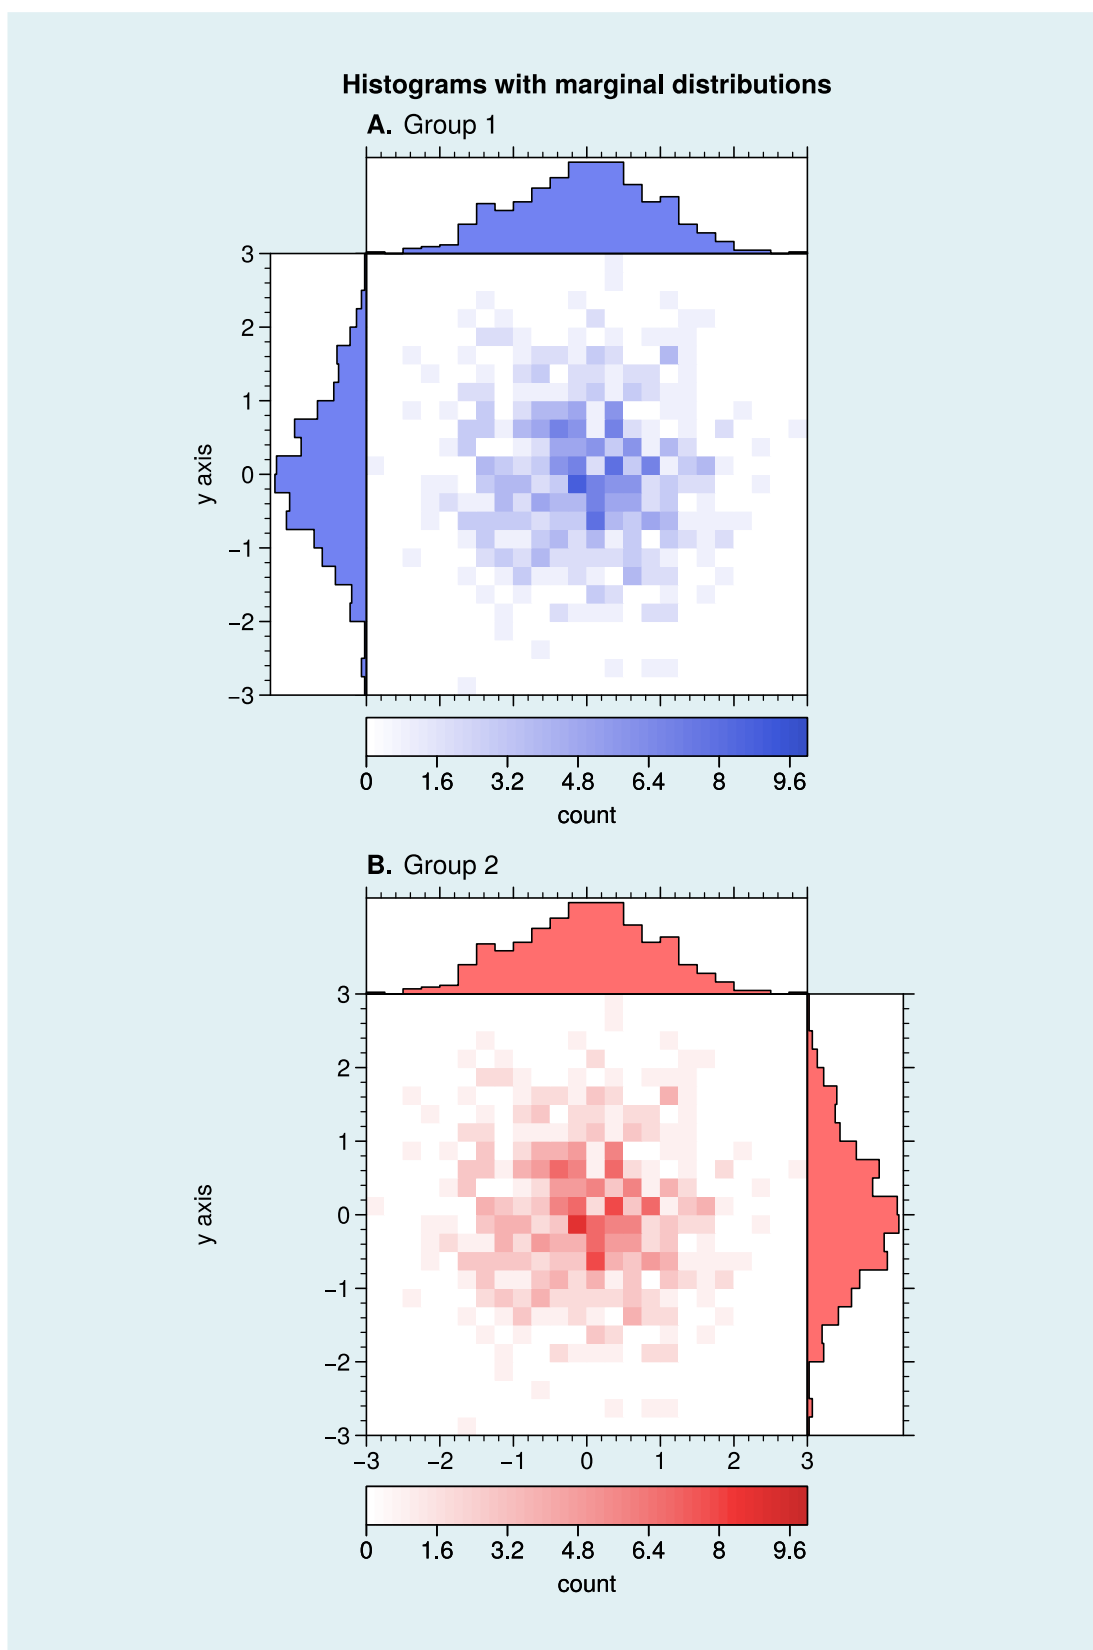 Histograms with marginal distributions
A. Group 1
3
2
1
0
−1
−2
−3
y axis
0 1.6 3.2 4.8 6.4 8 9.6
count
B. Group 2
3
2
1
0
−1
−2
−3
y axis
−3 −2 −1 0 1 2 3
0 1.6 3.2 4.8 6.4 8 9.6
count